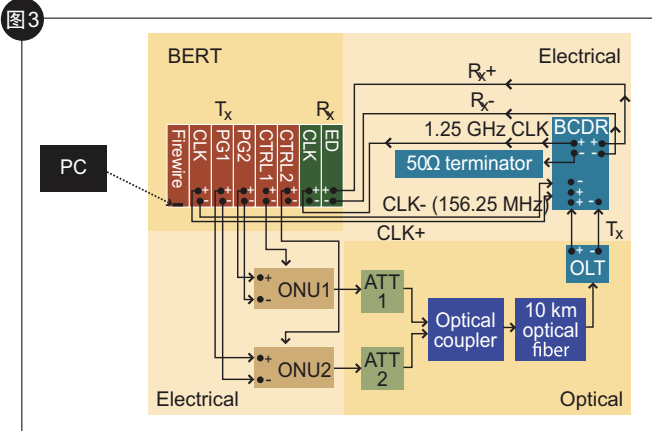 图3
BERT
Electrical
Tx
Rx
Rx+
Rx-
1.25 GHz CLK
BCDR
Firewire
CLK
PG1
PG2
CTRL1
CTRL2
CLK
ED
+ + + + + +
- - - - - -
+ +
- -
50Ω terminator
PC
-
+
+ -
CLK- (156.25 MHz)
CLK+
Tx
+ -
OLT
+
-
ONU1
ATT
1
Optical
coupler
10 km
optical
fiber
+
-
ONU2
ATT
2
Electrical
Optical